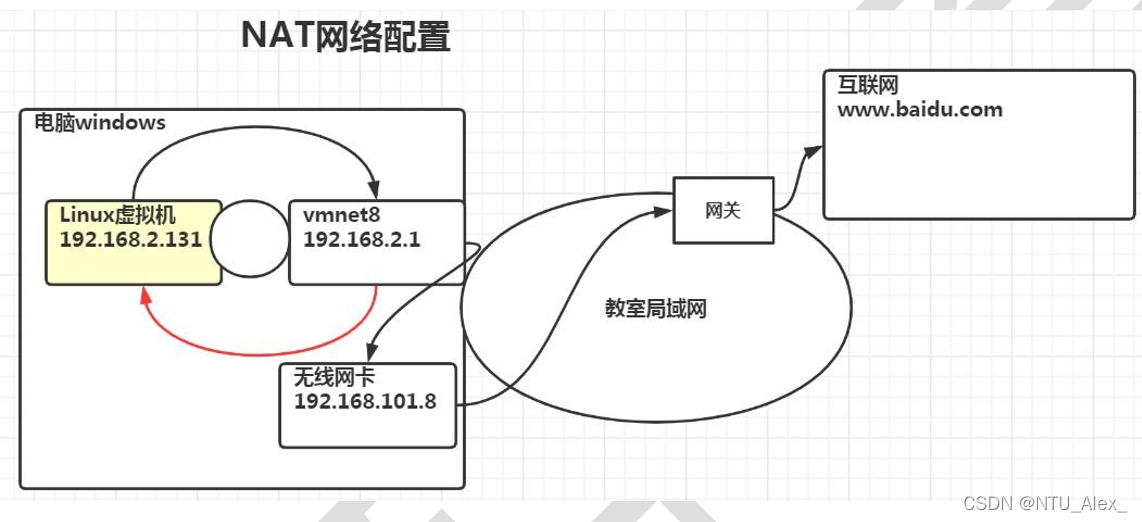 NAT网络配置
互联网
www.baidu.com
电脑windows
Linux虚拟机
192.168.2.131
vmnet8
192.168.2.1
网关
教室局域网
无线网卡
192.168.101.8
CSDN @NTU_Alex_